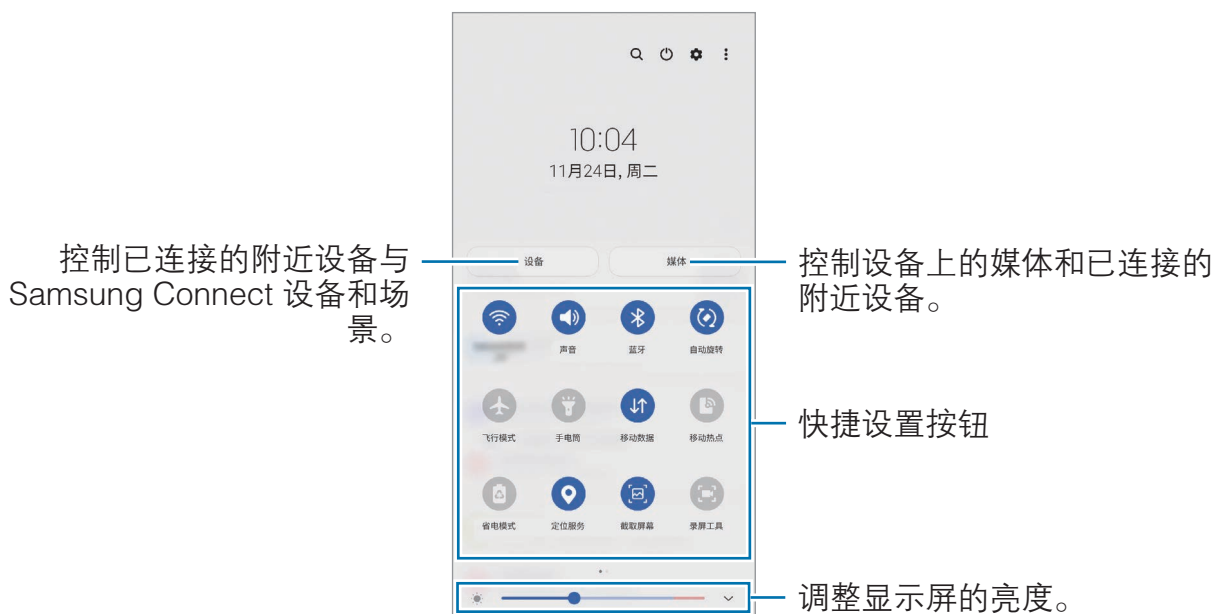 10:04
11月24日, 周二
控制已连接的附近设备与
Samsung Connect 设备和场
景。
设备
媒体
控制设备上的媒体和已连接的
附近设备。
声音
蓝牙
自动旋转
飞行模式
手电筒
移动数据
移动热点
快捷设置按钮
省电模式
定位服务
截取屏幕
录屏工具
调整显示屏的亮度。